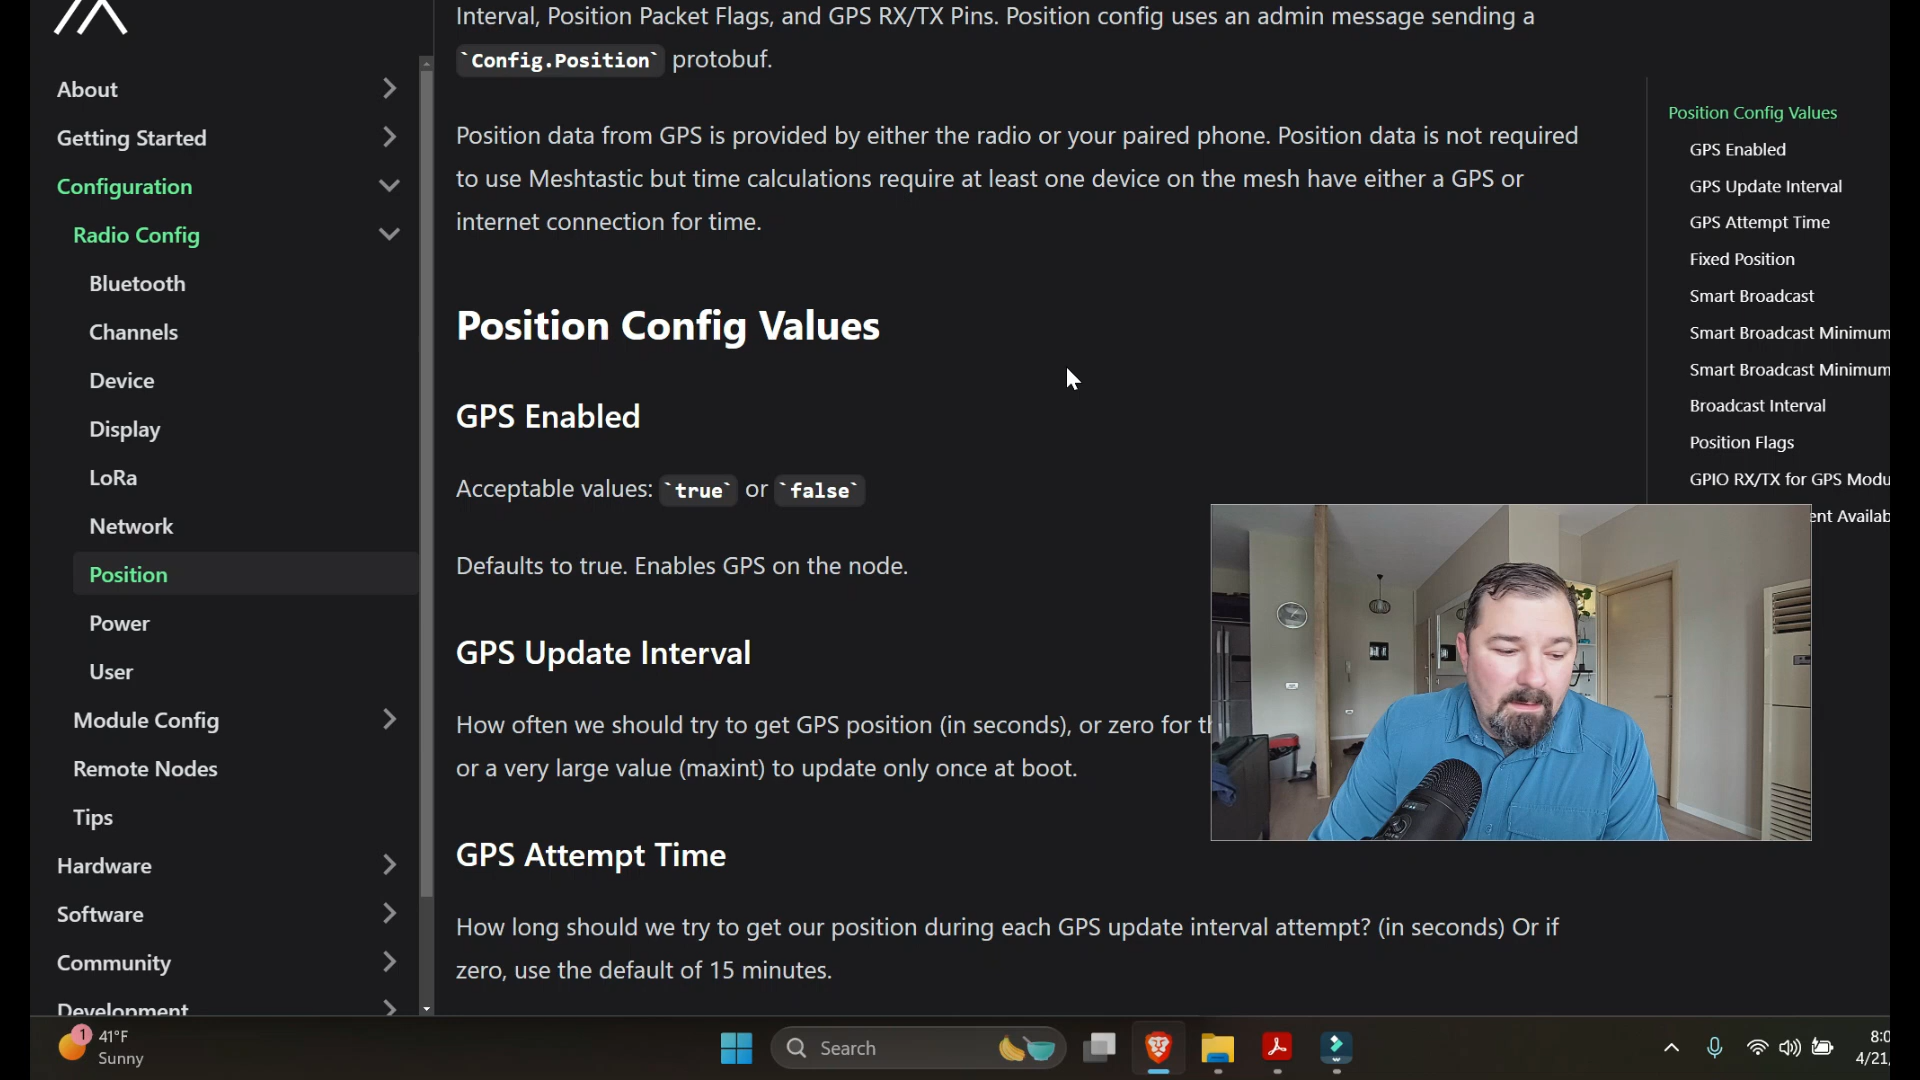 Interval, Position Packet Flags, and GPS RX/TX Pins. Position config uses an admin message sending a
`Config.Position` protobuf.
Position data from GPS is provided by either the radio or your paired phone. Position data is not required
to use Meshtastic but time calculations require at least one device on the mesh have either a GPS or
internet connection for time.
Position Config Values
GPS Enabled
Acceptable values: `true` or `false`
Defaults to true. Enables GPS on the node.
GPS Update Interval
How often we should try to get GPS position (in seconds), or zero for
or a very large value (maxint) to update only once at boot.
GPS Attempt Time
How long should we try to get our position during each GPS update interval attempt? (in seconds) Or if
zero, use the default of 15 minutes.
About
Getting Started
Configuration
Radio Config
Bluetooth
Channels
Device
Display
LoRa
Network
Position
Power
User
Module Config
Remote Nodes
Tips
Hardware
Software
Community
Development
Position Config Values
GPS Enabled
GPS Update Interval
GPS Attempt Time
Fixed Position
Smart Broadcast
Smart Broadcast Minimum
Smart Broadcast Minimum
Broadcast Interval
Position Flags
GPIO RX/TX for GPS
1
41°F
Sunny
Search
4/21,